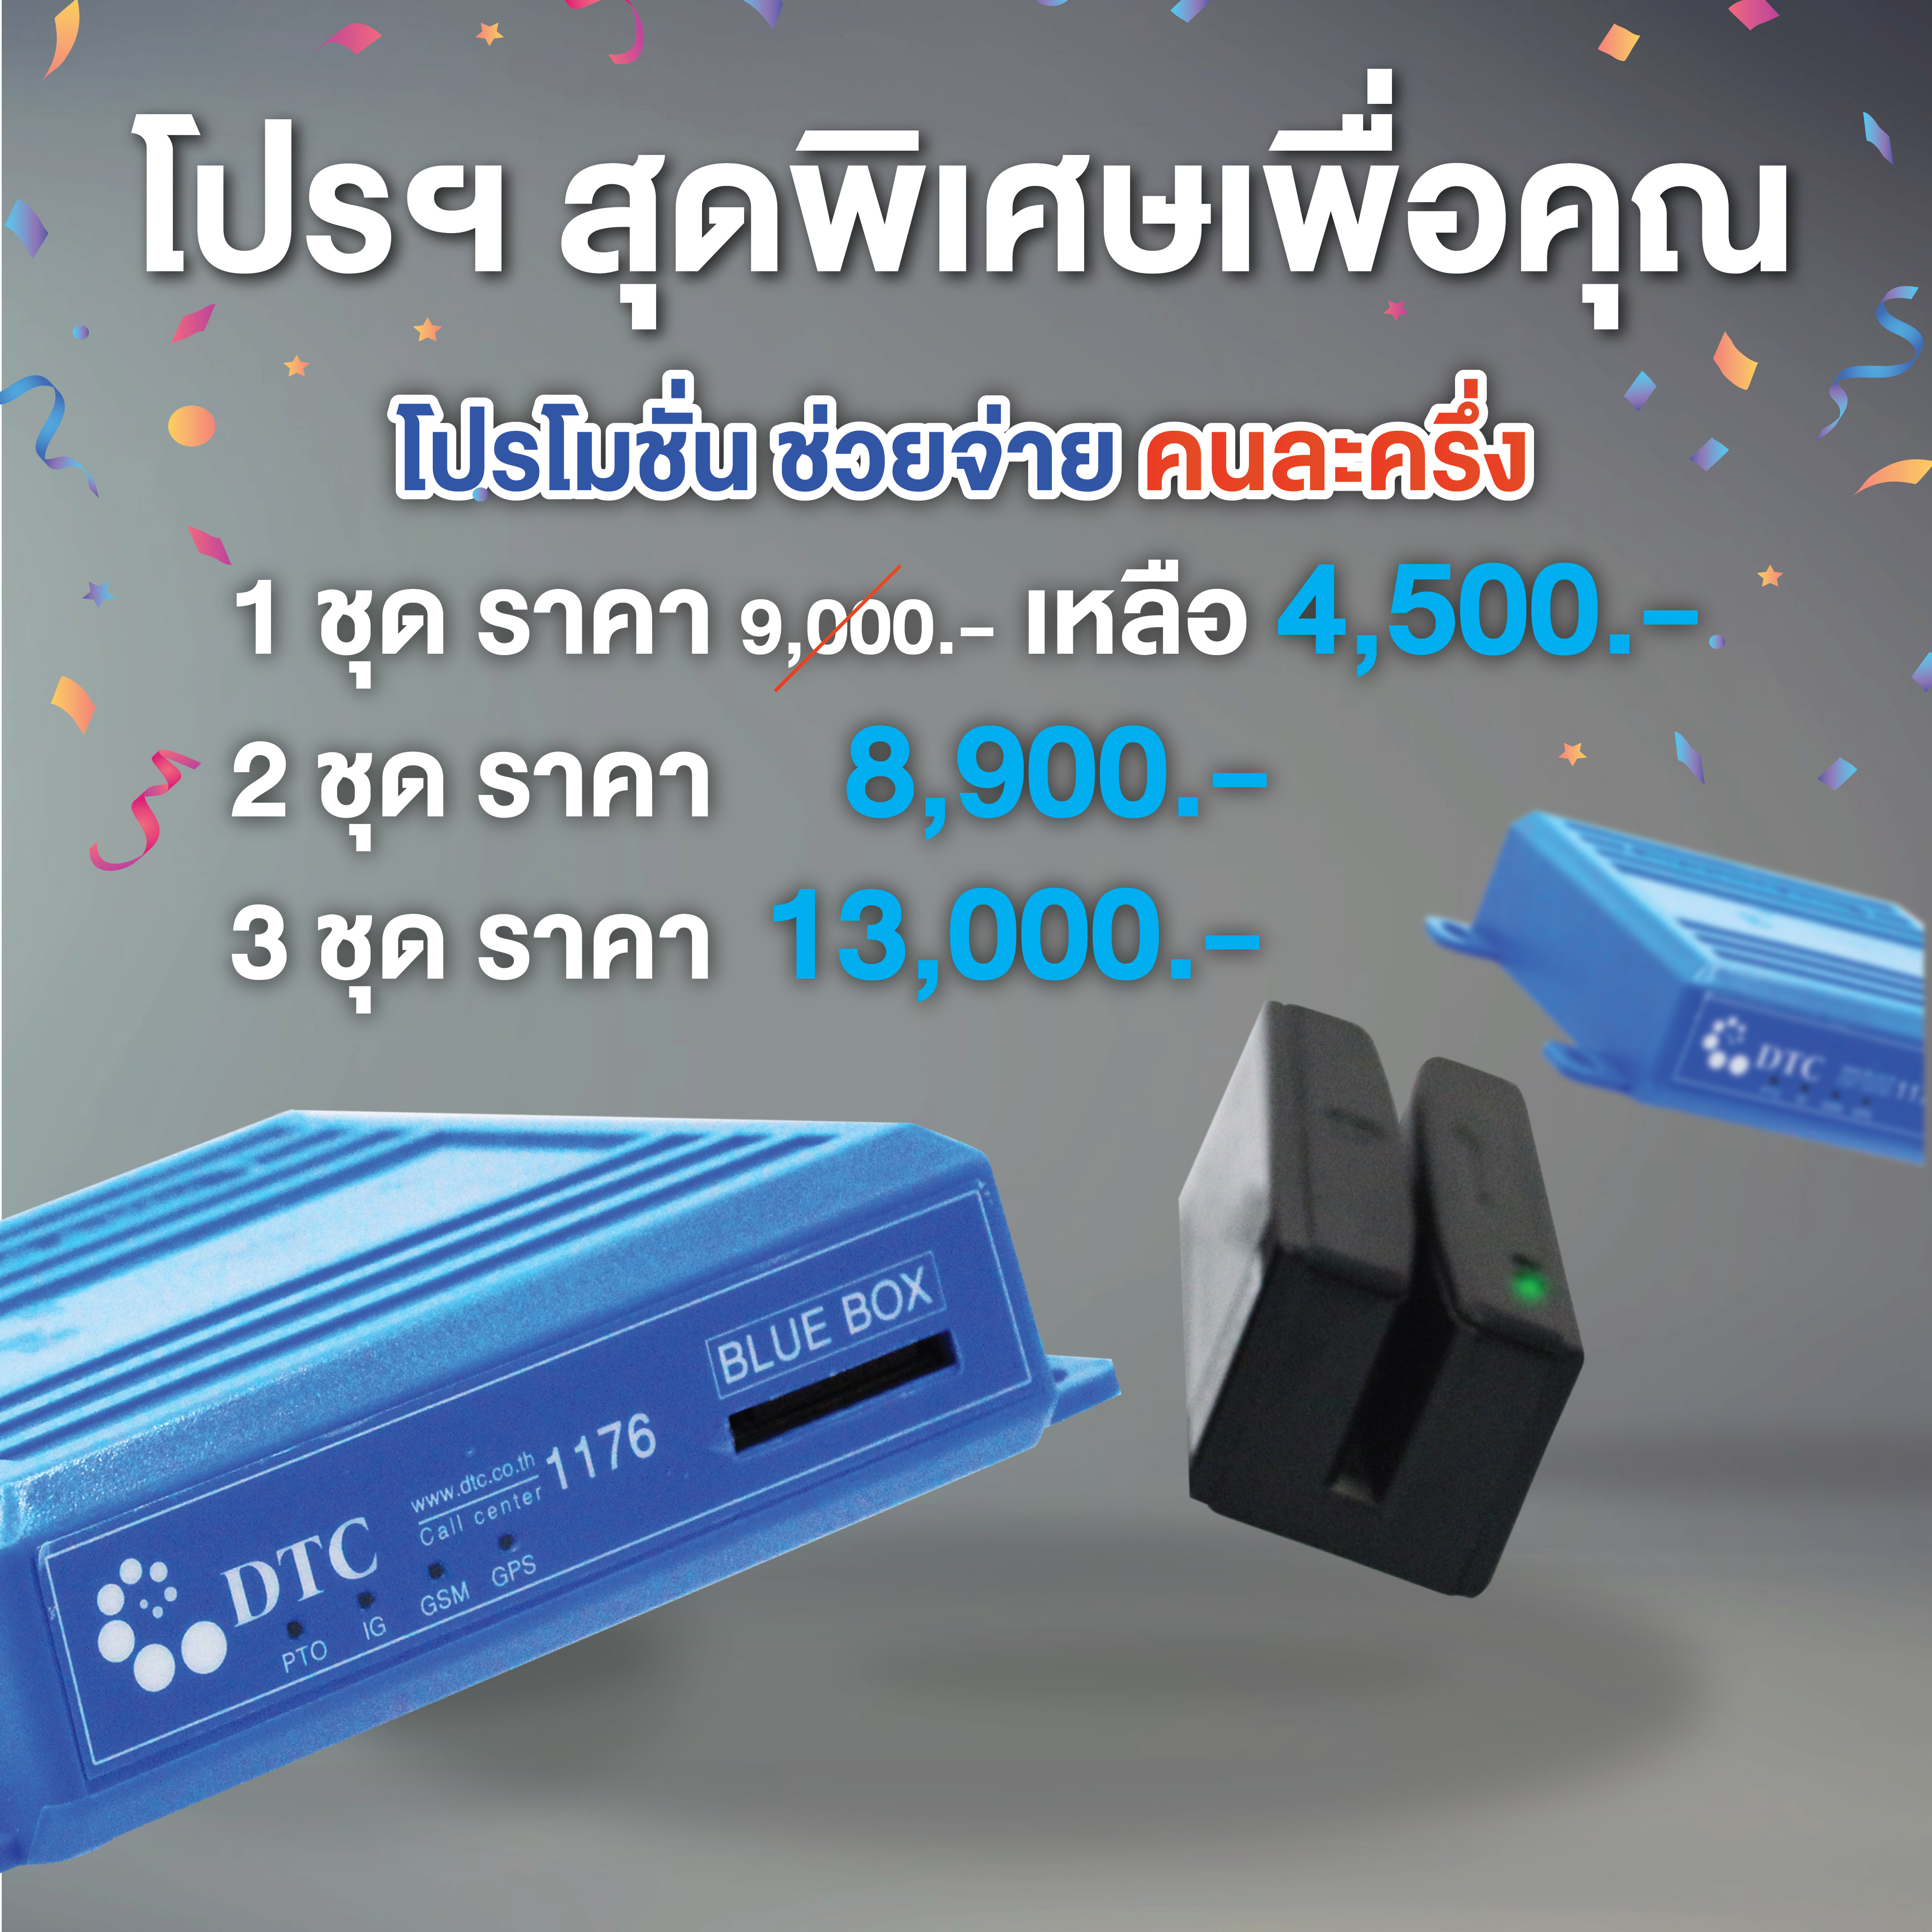 โปรฯ สุดพิเศษเพื่อคุณ
โปรโมชั่น ช่วยจ่าย คนละครึ่ง
1 ชุด ราคา 9,000.- เหลือ 4,500.-
2 ชุด ราคา 8,900.-
3 ชุด ราคา 13,000.-
DTC
BLUE BOX
www.dtc.co.th
Call center 1176
DTC
PTO IG GSM GPS